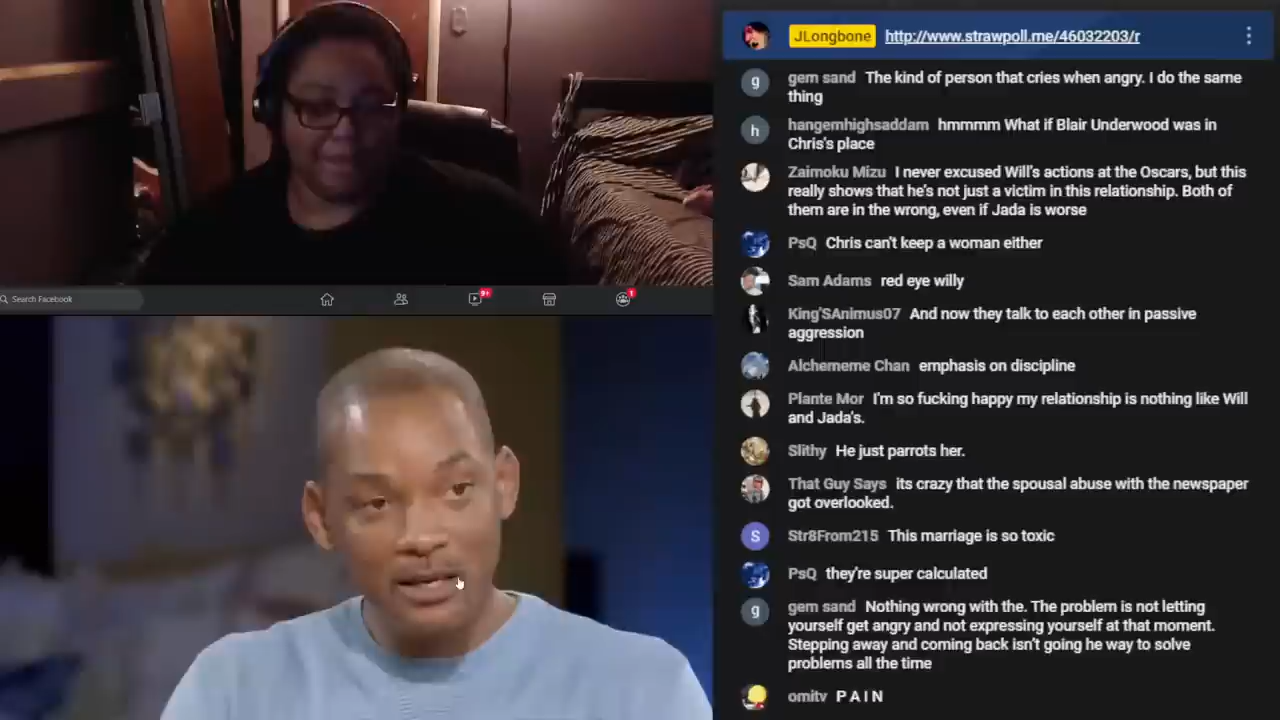 JLongbone http://www.strawpoll.me/46032203/r
gem sand The kind of person that cries when angry. I do the same
thing
hangemhighsaddam hmmmm What if Blair Underwood was in
Chris's place
Zaimoku Mizu I never excused Will's actions at the Oscars, but this
really shows that he's not just a victim in this relationship. Both of
them are in the wrong, even if Jada is worse
PsQ Chris can't keep a woman either
Sam Adams red eye willy
King'SAnimus07 And now they talk to each other in passive
aggression
Alchememe Chan emphasis on discipline
Plante Mor I'm so fucking happy my relationship is nothing like Will
and Jada's.
Slithy He just parrots her.
That Guy Says its crazy that the spousal abuse with the newspaper
got overlooked.
S Str8From215 This marriage is so toxic
PsQ they're super calculated
g gem sand Nothing wrong with the. The problem is not letting
yourself get angry and not expressing yourself at that moment.
Stepping away and coming back isn't going he way to solve
problems all the time
omitv P A I N
Search Facebook
9+
1
g
h